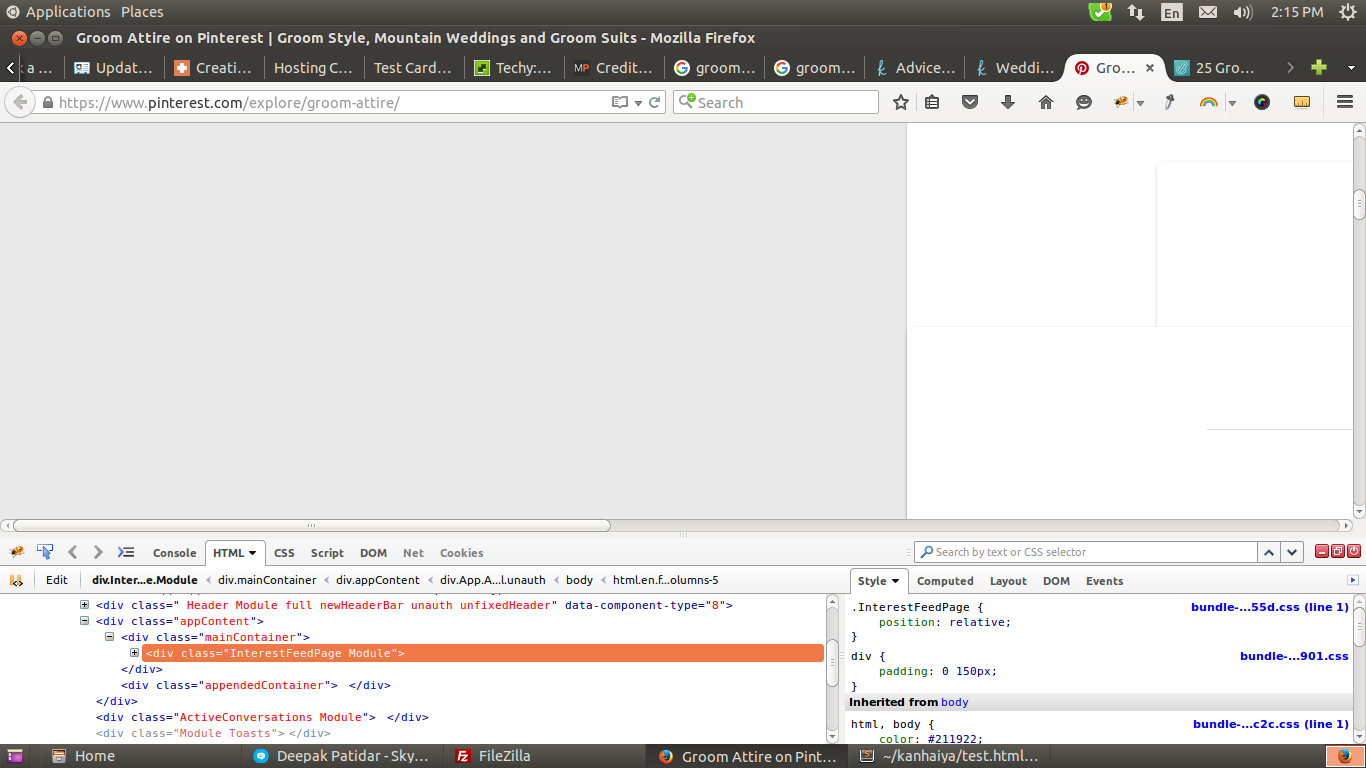 Applications Places En 2:15 PM
Groom Attire on Pinterest | Groom Style, Mountain Weddings and Groom Suits - Mozilla Firefox
a ... Updat... Creati... Hosting C... Test Card... Techy:... MP Credit... groom... groom... Advice... Weddi... Gro... 25 Gro...
https://www.pinterest.com/explore/groom-attire/ Search
Console HTML CSS Script DOM Net Cookies Search by text or CSS selector
Edit div.Inter...e.Module < div.mainContainer < div.appContent < div.App.A...l.unauth < body < html.en.f...olumns-5 Style Computed Layout DOM Events
<div class=" Header Module full newHeaderBar unauth unfixedHeader" data-component-type="8">
<div class="appContent">
<div class="mainContainer">
<div class="InterestFeedPage Module">
</div>
<div class="appendedContainer"> </div>
</div>
<div class="ActiveConversations Module"> </div>
<div class="Module Toasts"></div>
.InterestFeedPage { bundle-...55d.css (line 1)
position: relative;
}
div { bundle-...901.css
padding: 0 150px;
}
Inherited from body
html, body { bundle-...c2c.css (line 1)
color: #211922;
Home Deepak Patidar - Sky... FileZilla Groom Attire on Pint... ~/kanhaiya/test.html...